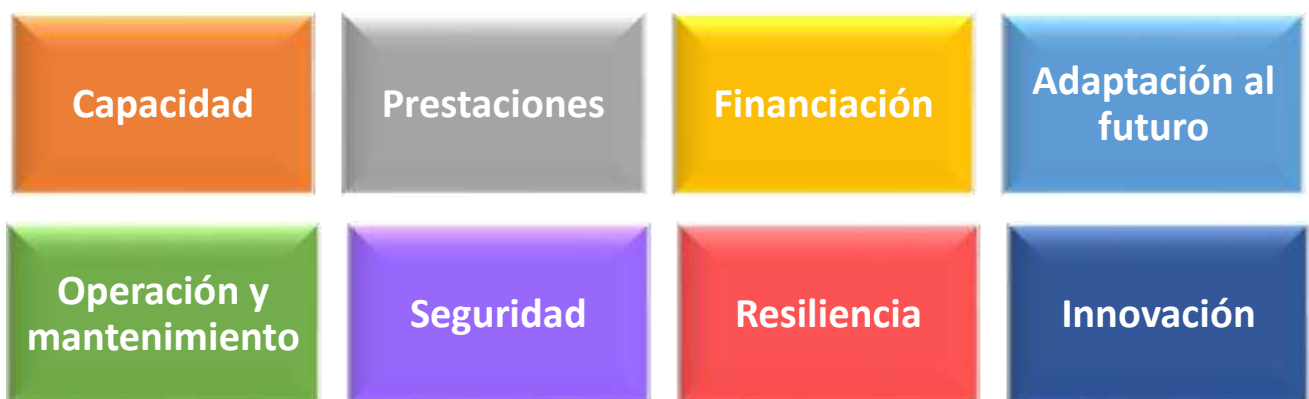 Capacidad
Prestaciones
Financiación
Adaptación al
futuro
Operación y
mantenimiento
Seguridad
Resiliencia
Innovación